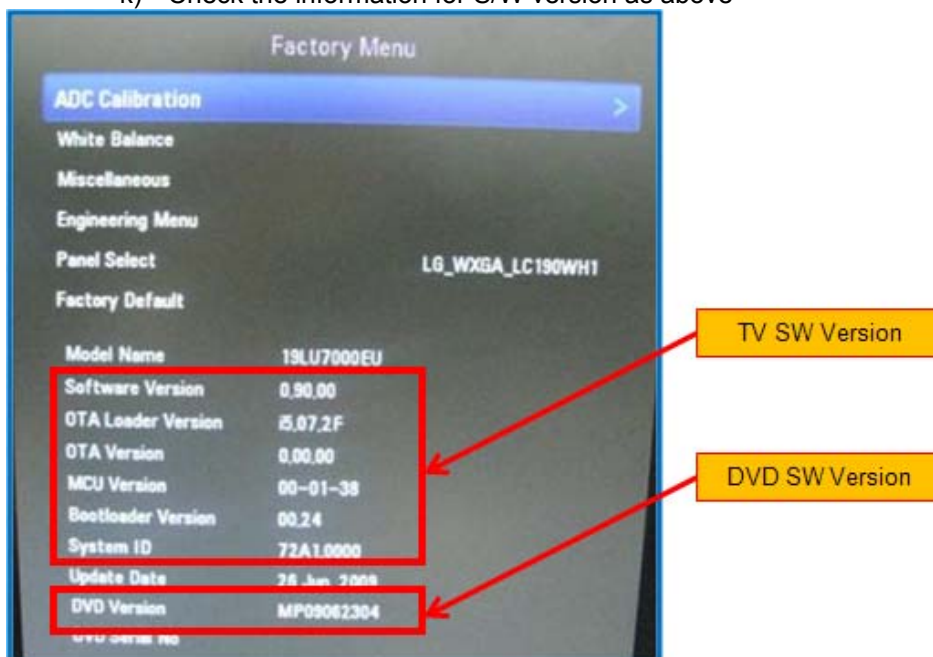 k) Check the information for S/W version as above
Factory Menu
ADC Calibration >
White Balance
Miscellaneous
Engineering Menu
Panel Select LG_WXGA_LC190WH1
Factory Default
Model Name 19LU7000EU
Software Version 0.90.00
OTA Loader Version i5.07.2F
OTA Version 0.00.00
MCU Version 00-01-38
Bootloader Version 00.24
System ID 72A1.0000
Update Date 26 Jun, 2009
DVD Version MP09062304
DVD Serial No
TV SW Version
DVD SW Version